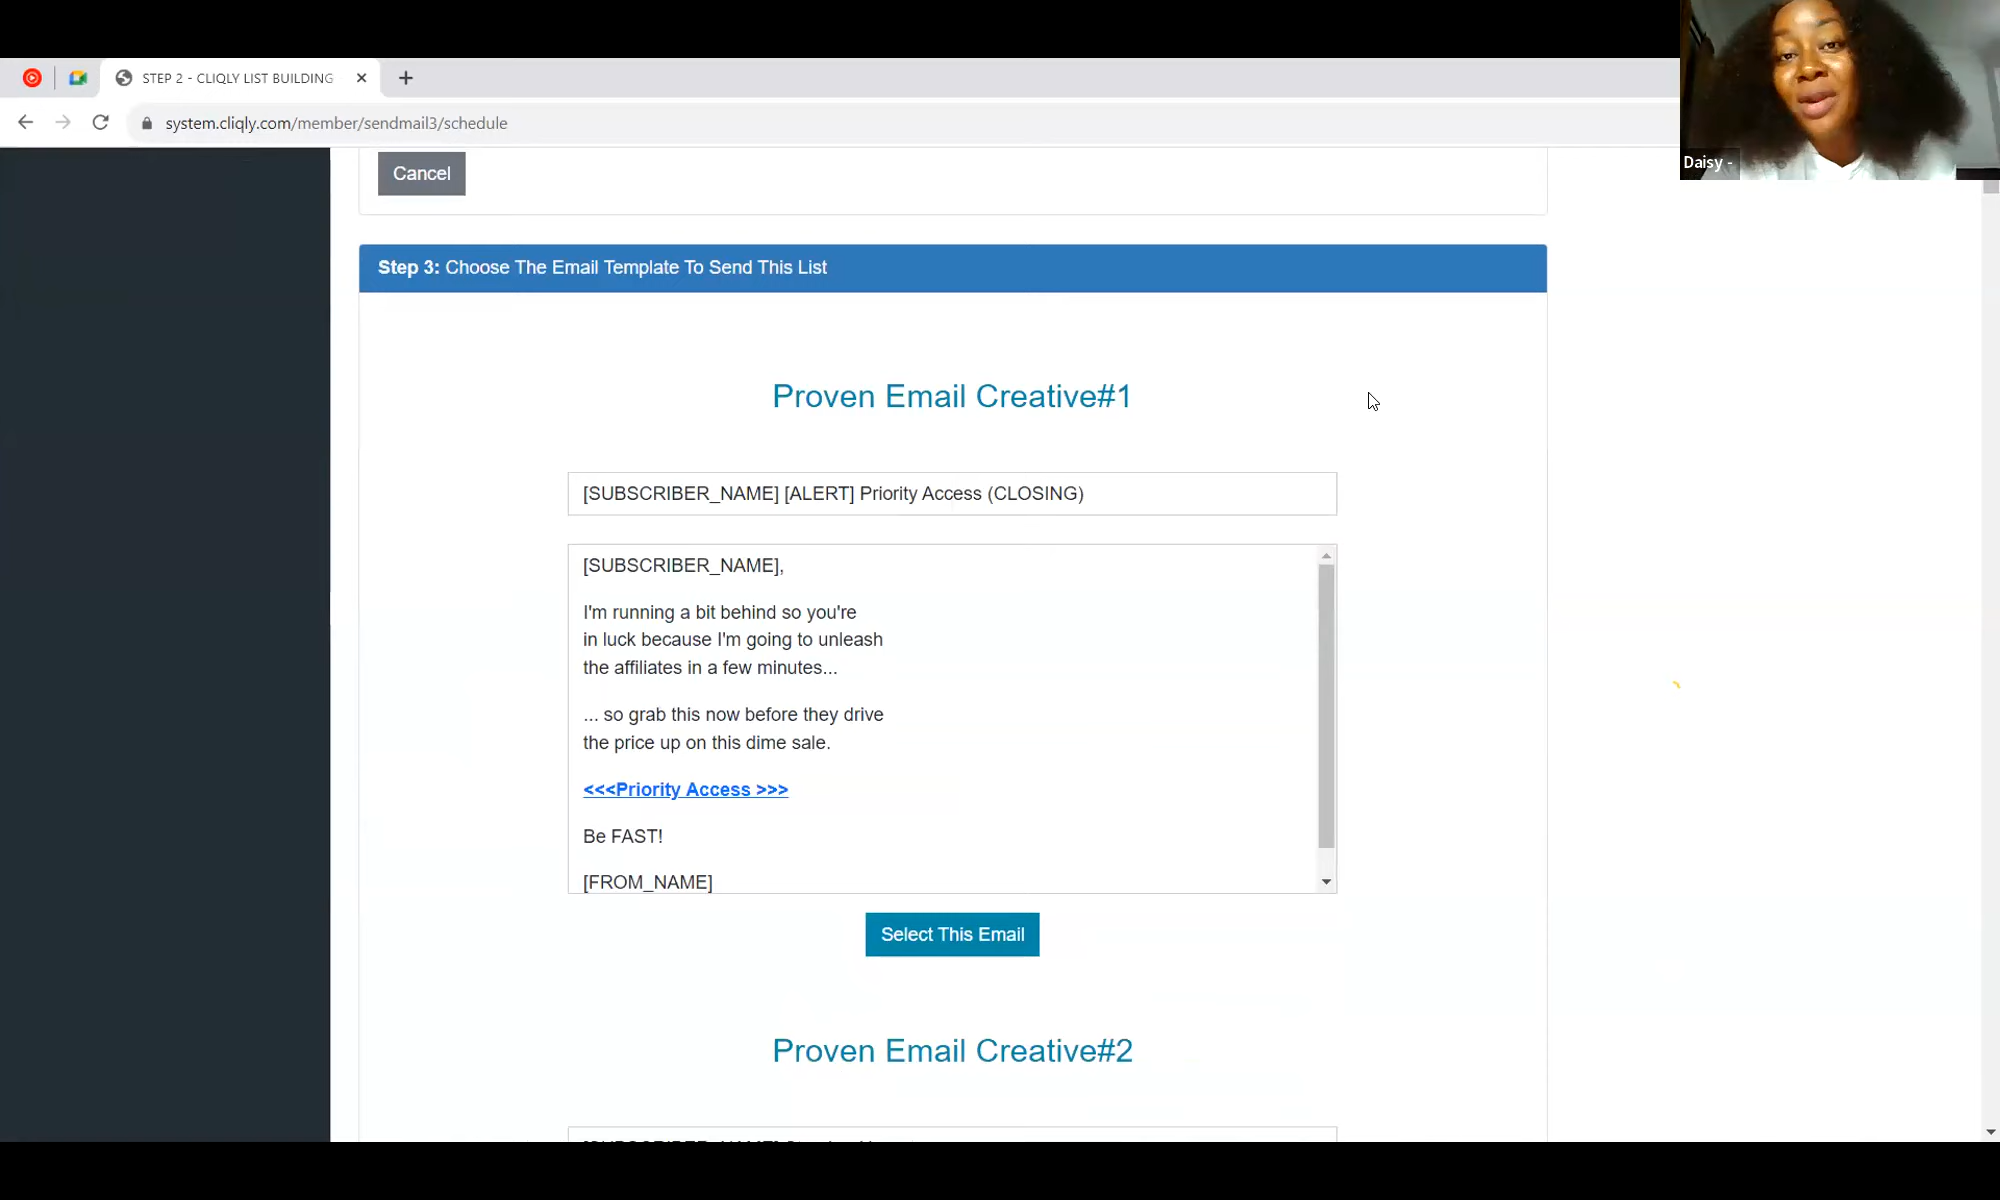 STEP 2 - CLIQLY LIST BUILDING
system.cliqly.com/member/sendmail3/schedule
Daisy -
Cancel
Step 3: Choose The Email Template To Send This List
Proven Email Creative#1
[SUBSCRIBER_NAME] [ALERT] Priority Access (CLOSING)
[SUBSCRIBER_NAME],
I'm running a bit behind so you're
in luck because I'm going to unleash
the affiliates in a few minutes...
... so grab this now before they drive
the price up on this dime sale.
<<<Priority Access >>>
Be FAST!
[FROM_NAME]
Select This Email
Proven Email Creative#2